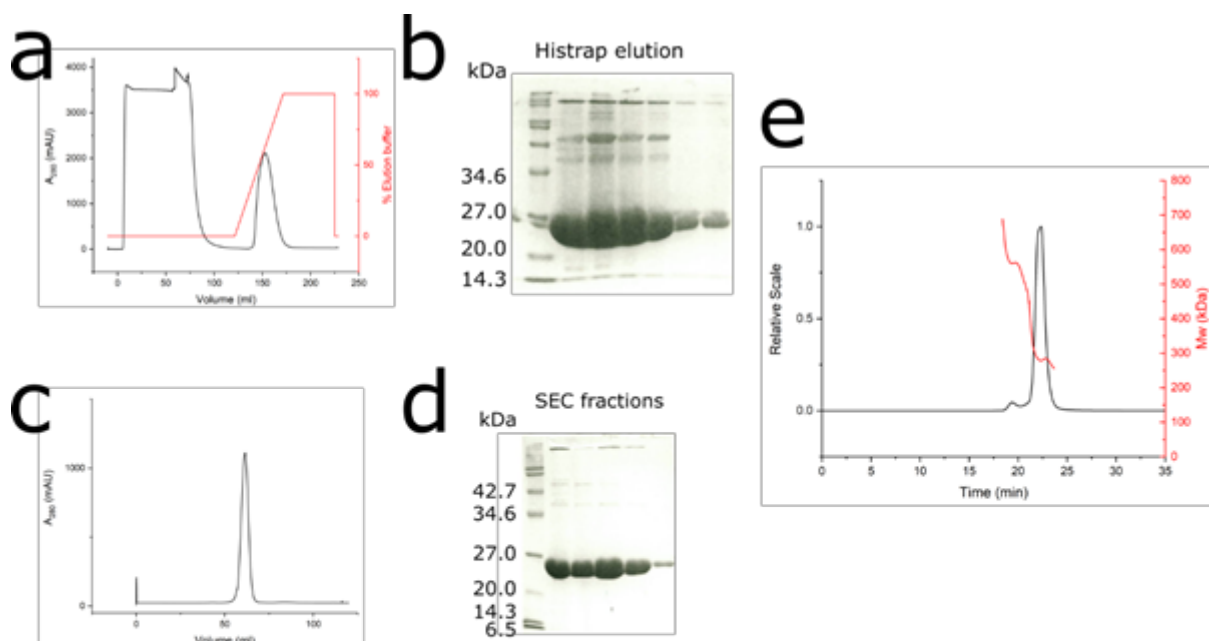 a
4000
3000
2000
1000
0
A280 (mAU)
100
50
0
% Elution buffer
0
50
100
150
200
250
Volume (ml)
b
Histrap elution
kDa
34.6
27.0
20.0
14.3
c
1000
0
A280 (mAU)
0
50
100
Volume (ml)
d
SEC fractions
kDa
42.7
34.6
27.0
20.0
14.3
6.5
e
1.0
0.5
0.0
Relative Scale
800
700
600
500
400
300
200
100
0
Mw (kDa)
0
5
10
15
20
25
30
35
Time (min)